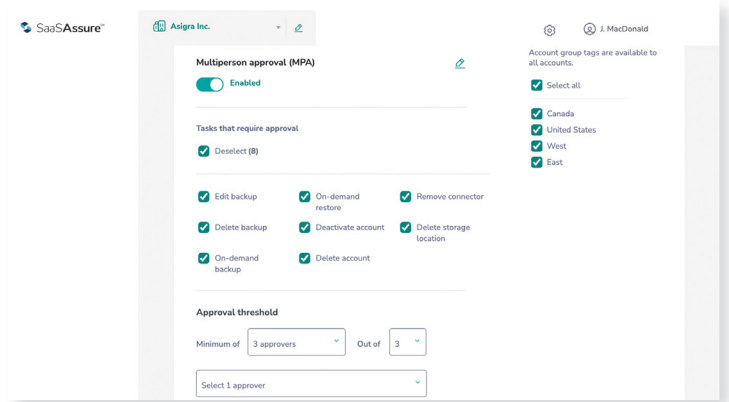 SaaSAssure™
Asigra Inc.
J. MacDonald
Multiperson approval (MPA)
Enabled
Tasks that require approval
Deselect (8)
Edit backup
On-demand
restore
Remove connector
Delete backup
Deactivate account
Delete storage
location
On-demand
backup
Delete account
Approval threshold
Minimum of
3 approvers
Out of
3
Select 1 approver
Account group tags are available to
all accounts.
Select all
Canada
United States
West
East